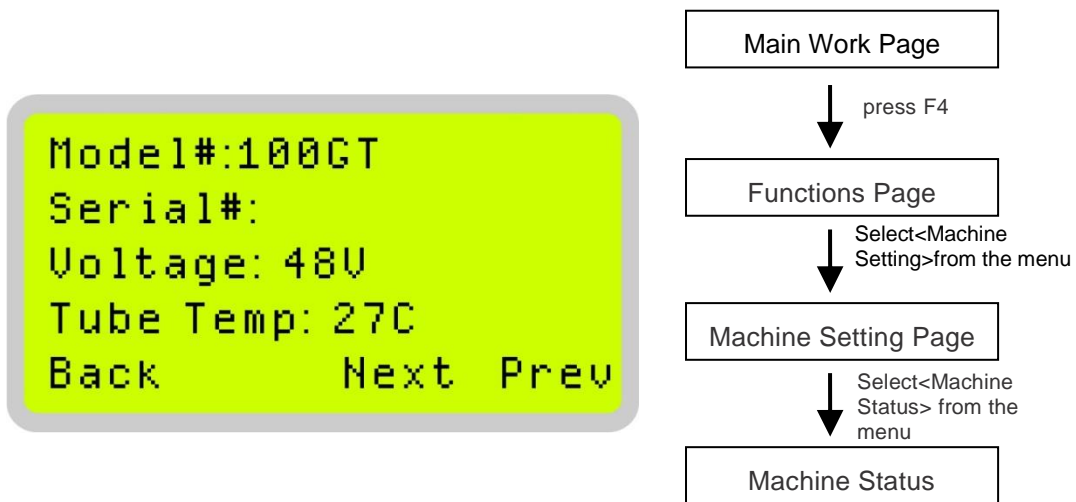 Model#:100GT
Serial#:
Voltage: 48V
Tube Temp: 27C
Back Next Prev
Main Work Page
press F4
Functions Page
Select<Machine
Setting>from the menu
Machine Setting Page
Select<Machine
Status> from the
menu
Machine Status